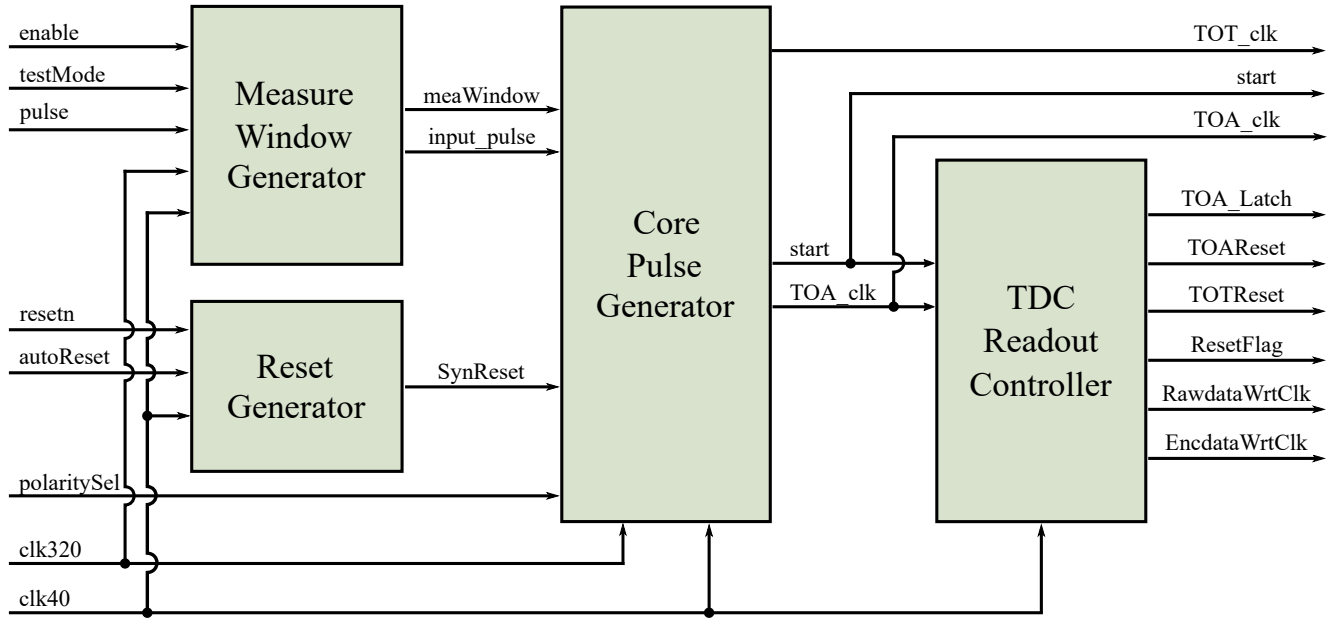 enable
testMode
pulse
Measure
Window
Generator
meaWindow
input_pulse
resetn
autoReset
Reset
Generator
SynReset
polaritySel
clk320
clk40
Core
Pulse
Generator
start
TOA_clk
TDC
Readout
Controller
TOT_clk
start
TOA_clk
TOA_Latch
TOAReset
TOTReset
ResetFlag
RawdataWrtClk
EncdataWrtClk